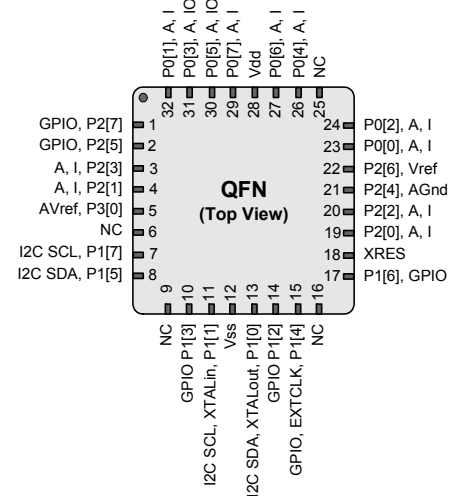 P0[1], A, I
P0[3], A, IO
P0[5], A, IO
P0[7], A, I
Vdd
P0[6], A, I
P0[4], A, I
NC
32
31
30
29
28
27
26
25
GPIO, P2[7] 1
GPIO, P2[5] 2
A, I, P2[3] 3
A, I, P2[1] 4
AVref, P3[0] 5
NC 6
I2C SCL, P1[7] 7
I2C SDA, P1[5] 8
QFN
(Top View)
24 P0[2], A, I
23 P0[0], A, I
22 P2[6], Vref
21 P2[4], AGnd
20 P2[2], A, I
19 P2[0], A, I
18 XRES
17 P1[6], GPIO
9
10
11
12
13
14
15
16
NC
GPIO P1[3]
I2C SCL, XTALin, P1[1]
Vss
I2C SDA, XTALout, P1[0]
GPIO P1[2]
GPIO, EXTCLK, P1[4]
NC